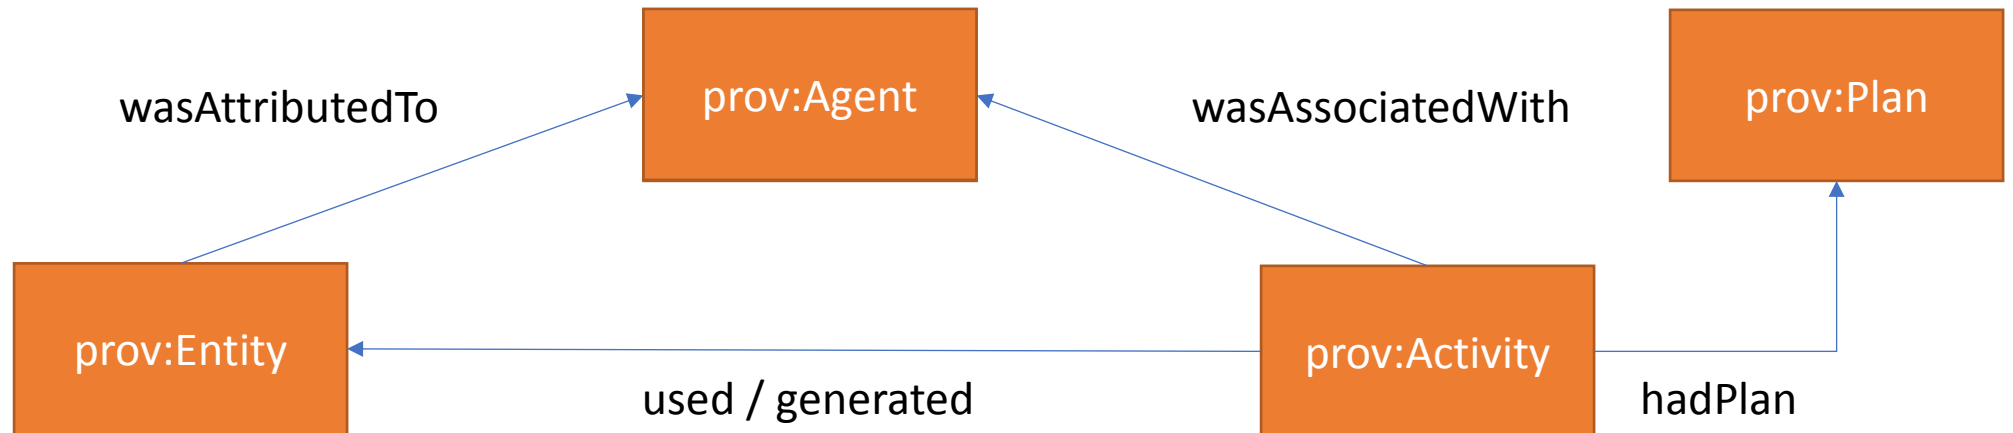 prov:Agent
prov:Plan
wasAttributedTo
wasAssociatedWith
prov:Entity
prov:Activity
used / generated
hadPlan